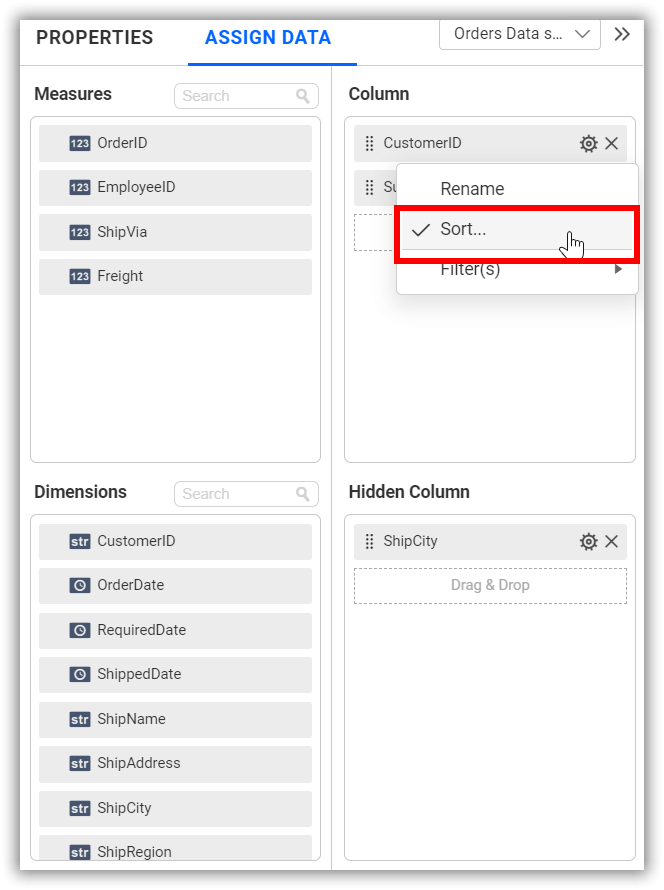 PROPERTIES
ASSIGN DATA
Orders Data s...
Measures
Search
123 OrderID
123 EmployeeID
123 ShipVia
123 Freight
Column
CustomerID
Su
Rename
Sort...
Filter(s)
Dimensions
Search
str CustomerID
OrderDate
RequiredDate
ShippedDate
str ShipName
str ShipAddress
str ShipCity
str ShipRegion
Hidden Column
ShipCity
Drag & Drop